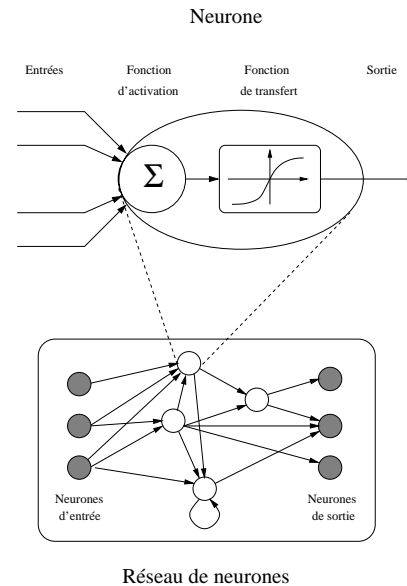 Neurone
Entrées
Fonction
d'activation
Fonction
de transfert
Sortie
Σ
Neurones
d'entrée
Neurones
de sortie
Réseau de neurones